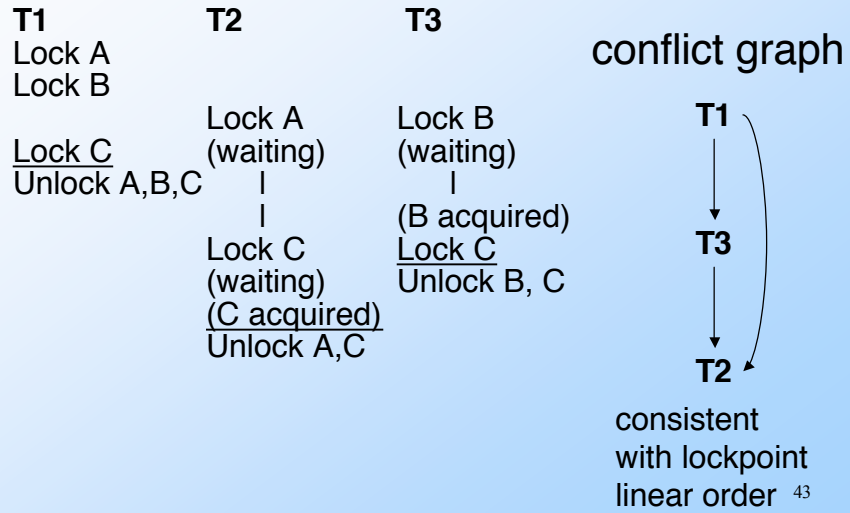 T1
Lock A
Lock B
Lock C
Unlock A,B,C
T2
Lock A
(waiting)
|
|
Lock C
(waiting)
(C acquired)
Unlock A,C
T3
Lock B
(waiting)
|
(B acquired)
Lock C
Unlock B, C
conflict graph
T1
T3
T2
consistent
with lockpoint
linear order
43